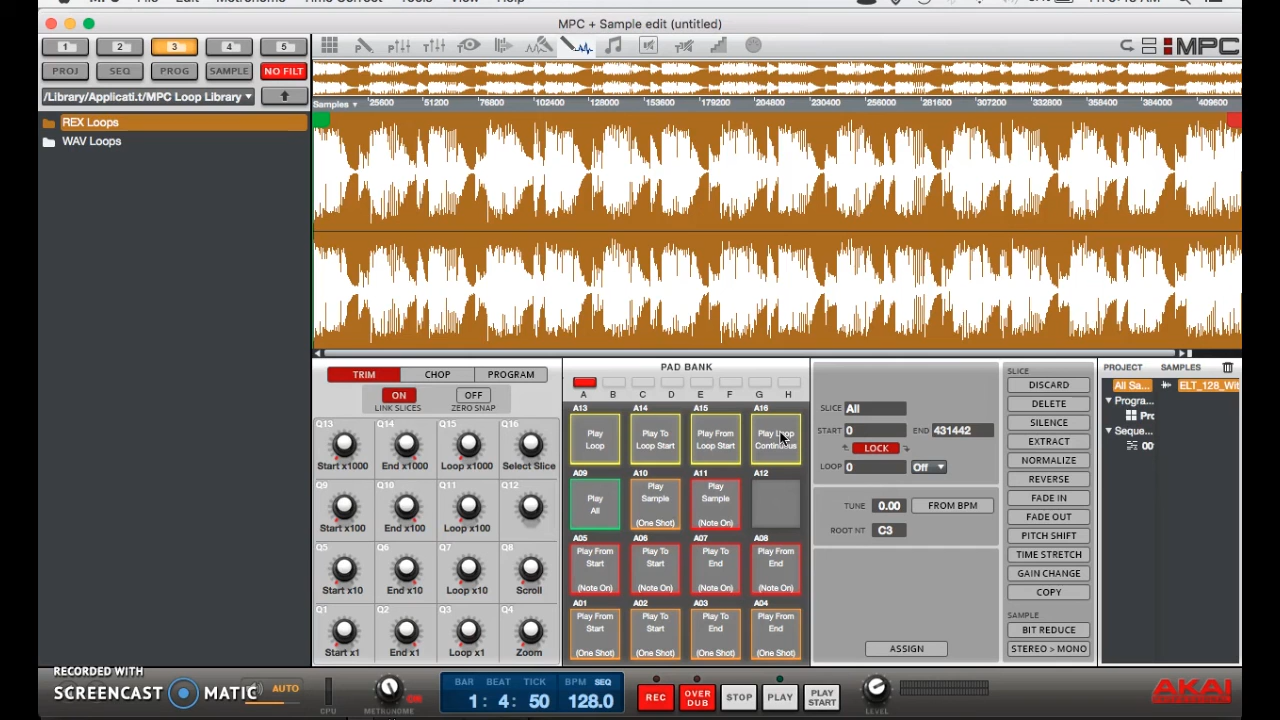 MPC + Sample edit (untitled)
1 2 3 4 5
PROJ SEQ PROG SAMPLE NO FILT
MPC
/Library/Applicati.t/MPC Loop Library
REX Loops
WAV Loops
Samples 25600 51200 76800 102400 128000 153600 179200 204800 230400 256000 281600 307200 332800 358400 384000 409600
TRIM CHOP PROGRAM
ON OFF
LINK SLICES ZERO SNAP
Q13 Q14 Q15 Q16
Start x1000 End x1000 Loop x1000 Select Slice
Q9 Q10 Q11 Q12
Start x100 End x100 Loop x100
Q5 Q6 Q7 Q8
Start x10 End x10 Loop x10 Scroll
Q1 Q2 Q3 Q4
Start x1 End x1 Loop x1 Zoom
PAD BANK
A B C D E F G H
A13 A14 A15 A16
Play Loop
Play To Loop Start
Play From Loop Start
Play Loop Continuous
A09 A10 A11 A12
Play All
Play Sample (One Shot)
Play Sample (Note On)
A05 A06 A07 A08
Play From Start (Note On)
Play To Start (Note On)
Play To End (Note On)
Play From End (Note On)
A01 A02 A03 A04
Play From Start (One Shot)
Play To Start (One Shot)
Play To End (One Shot)
Play From End (One Shot)
SLICE All
START 0 END 431442
LOCK
LOOP 0 Off
TUNE 0.00 FROM BPM
ROOT NT C3
ASSIGN
SLICE
DISCARD
DELETE
SILENCE
EXTRACT
NORMALIZE
REVERSE
FADE IN
FADE OUT
PITCH SHIFT
TIME STRETCH
GAIN CHANGE
COPY
SAMPLE
BIT REDUCE
STEREO > MONO
PROJECT SAMPLES
All Sa... ELT_128_Wit
Progra...
Prc
Seque...
00
RECORDED WITH
SCREENCAST MATIC
AUTO
CPU
METRONOME
BAR BEAT TICK BPM SEQ
1: 4: 50 128.0
REC OVER DUB STOP PLAY PLAY START
LEVEL
AKAI